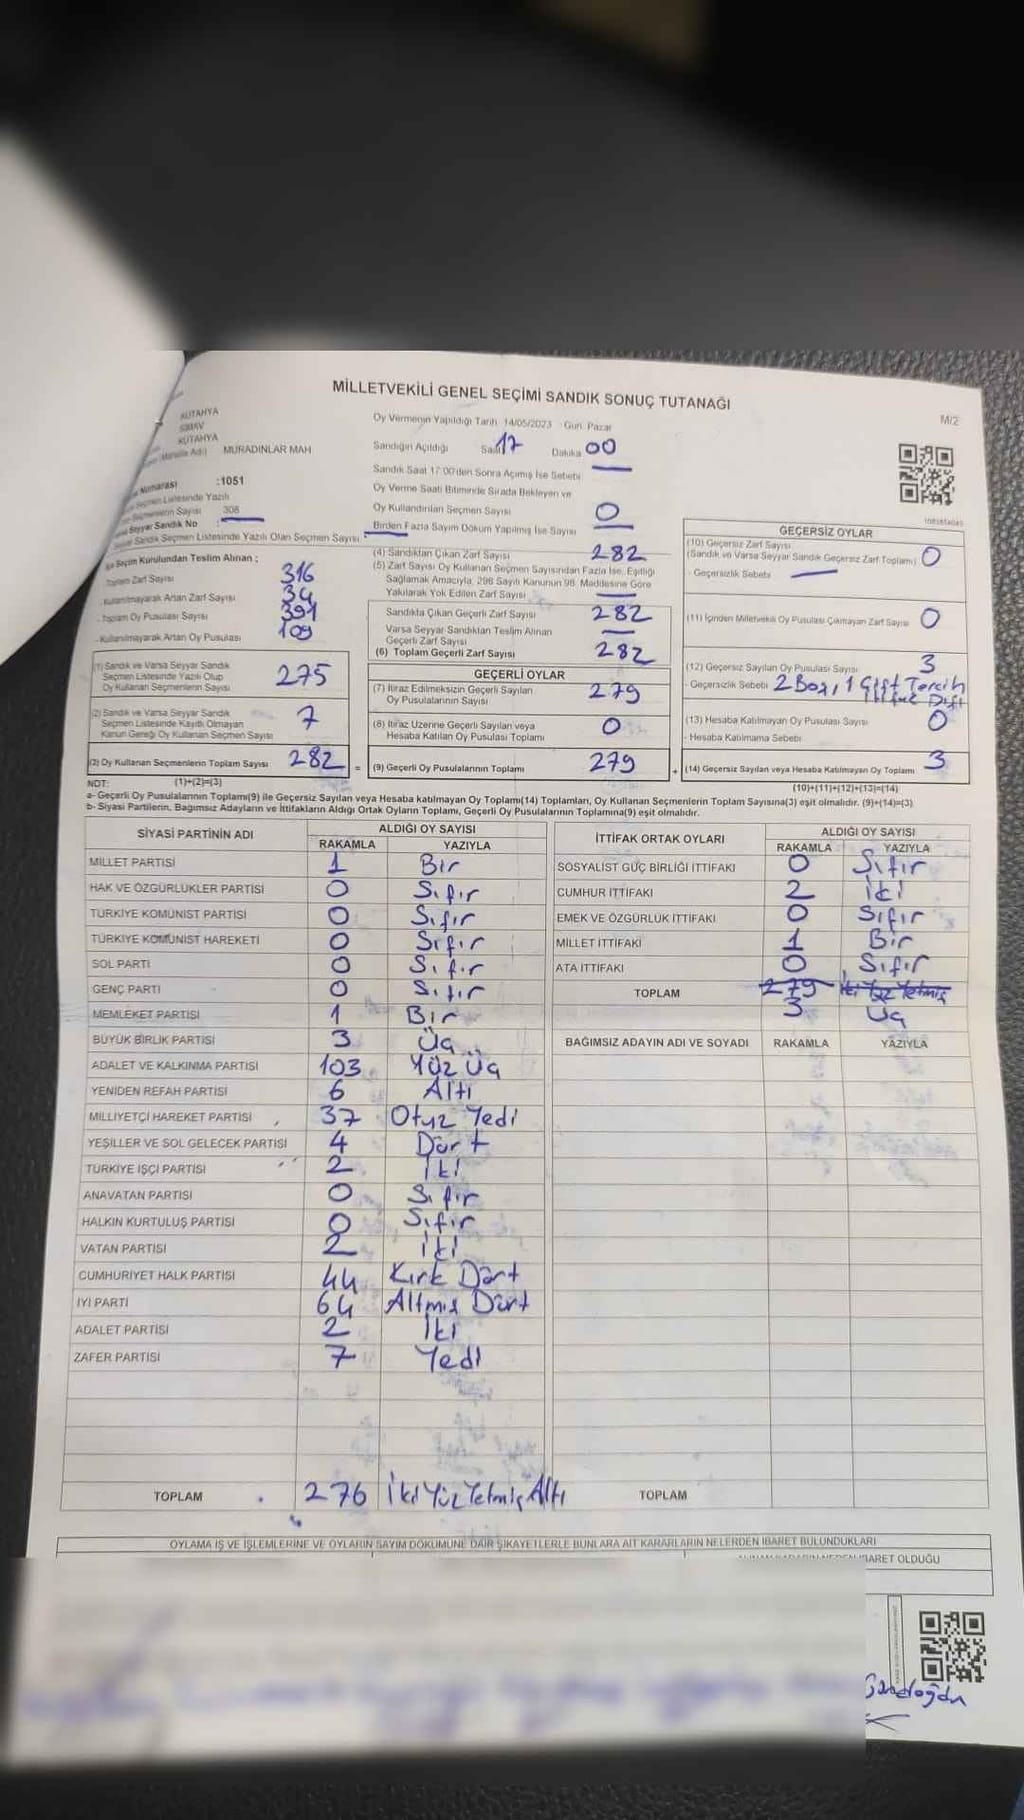 MİLLETVEKİLİ GENEL SEÇİMİ SANDIK SONUÇ TUTANAĞI
M/2
KÜTAHYA
SİMAV
KÜTAHYA
MURADINLAR MAH
Oy Vermenin Yapıldığı Tarih 14/05/2023 Gün Pazar
Sandığın Açıldığı Saat 17 Dakika 00
Sandık Saat 17:00'den Sonra Açılmış İse Sebebi
Numarası :1051
Seçmen Listesinde Yazılı
Seçmenlerin Sayısı 308
Seyyar Sandık No
Sandık Seçmen Listesinde Yazılı Olan Seçmen Sayısı
Oy Verme Saati Bitiminde Sırada Bekleyen ve
Oy Kullandırılan Seçmen Sayısı 0
Birden Fazla Sayım Döküm Yapılmış İse Sayısı
Seçim Kurulundan Teslim Alınan ;
Toplam Zarf Sayısı 316
Kullanılmayarak Artan Zarf Sayısı 34
Toplam Oy Pusulası Sayısı 391
Kullanılmayarak Artan Oy Pusulası 109
(1) Sandık ve Varsa Seyyar Sandık
Seçmen Listesinde Yazılı Olup
Oy Kullanan Seçmenlerin Sayısı 275
(2) Sandık ve Varsa Seyyar Sandık
Seçmen Listesinde Kayıtlı Olmayan
Kanun Gereği Oy Kullanan Seçmen Sayısı 7
(3) Oy Kullanan Seçmenlerin Toplam Sayısı 282
(1)+(2)=(3)
(4) Sandıktan Çıkan Zarf Sayısı 282
(5) Zarf Sayısı Oy Kullanan Seçmen Sayısından Fazla İse, Eşitliği
Sağlamak Amacıyla, 298 Sayılı Kanunun 98. Maddesine Göre
Yakılarak Yok Edilen Zarf Sayısı
Sandıkta Çıkan Geçerli Zarf Sayısı 282
Varsa Seyyar Sandıktan Teslim Alınan
Geçerli Zarf Sayısı
(6) Toplam Geçerli Zarf Sayısı 282
GEÇERLİ OYLAR
(7) İtiraz Edilmeksizin Geçerli Sayılan
Oy Pusulalarının Sayısı 279
(8) İtiraz Üzerine Geçerli Sayılan veya
Hesaba Katılan Oy Pusulası Toplamı 0
= (9) Geçerli Oy Pusulalarının Toplamı 279
GEÇERSİZ OYLAR
(10) Geçersiz Zarf Sayısı
(Sandık ve Varsa Seyyar Sandık Geçersiz Zarf Toplamı) 0
- Geçersizlik Sebebi
(11) İçinden Milletvekili Oy Pusulası Çıkmayan Zarf Sayısı 0
(12) Geçersiz Sayılan Oy Pusulası Sayısı 3
- Geçersizlik Sebebi 2 Boş, 1 Çift Tercih
(13) Hesaba Katılmayan Oy Pusulası Sayısı 0
- Hesaba Katılmama Sebebi
+ (14) Geçersiz Sayılan veya Hesaba Katılmayan Oy Toplamı 3
(10)+(11)+(12)+(13)=(14)
NOT:
a- Geçerli Oy Pusulalarının Toplamı(9) ile Geçersiz Sayılan veya Hesaba katılmayan Oy Toplamı(14) Toplamları, Oy Kullanan Seçmenlerin Toplam Sayısına(3) eşit olmalıdır. (9)+(14)=(3)
b- Siyasi Partilerin, Bağımsız Adayların ve İttifakların Aldığı Ortak Oyların Toplamı, Geçerli Oy Pusulalarının Toplamına(9) eşit olmalıdır.
SİYASİ PARTİNİN ADI ALDIĞI OY SAYISI
RAKAMLA YAZIYLA
MİLLET PARTİSİ 1 Bir
HAK VE ÖZGÜRLÜKLER PARTİSİ 0 Sıfır
TÜRKİYE KOMÜNİST PARTİSİ 0 Sıfır
TÜRKİYE KOMÜNİST HAREKETİ 0 Sıfır
SOL PARTİ 0 Sıfır
GENÇ PARTİ 0 Sıfır
MEMLEKET PARTİSİ 1 Bir
BÜYÜK BİRLİK PARTİSİ 3 Üç
ADALET VE KALKINMA PARTİSİ 103 Yüz Üç
YENİDEN REFAH PARTİSİ 6 Altı
MİLLİYETÇİ HAREKET PARTİSİ 37 Otuz Yedi
YEŞİLLER VE SOL GELECEK PARTİSİ 4 Dört
TÜRKİYE İŞÇİ PARTİSİ 2 İki
ANAVATAN PARTİSİ 0 Sıfır
HALKIN KURTULUŞ PARTİSİ 0 Sıfır
VATAN PARTİSİ 2 İki
CUMHURİYET HALK PARTİSİ 44 Kırk Dört
İYİ PARTİ 64 Altmış Dört
ADALET PARTİSİ 2 İki
ZAFER PARTİSİ 7 Yedi
TOPLAM 276 İki Yüz Yetmiş Altı
İTTİFAK ORTAK OYLARI ALDIĞI OY SAYISI
RAKAMLA YAZIYLA
SOSYALİST GÜÇ BİRLİĞİ İTTİFAKI 0 Sıfır
CUMHUR İTTİFAKI 2 İki
EMEK VE ÖZGÜRLÜK İTTİFAKI 0 Sıfır
MİLLET İTTİFAKI 1 Bir
ATA İTTİFAKI 0 Sıfır
TOPLAM 279 İki Yüz Yetmiş
3 Üç
BAĞIMSIZ ADAYIN ADI VE SOYADI RAKAMLA YAZIYLA
TOPLAM
OYLAMA İŞ VE İŞLEMLERİNE VE OYLARIN SAYIM DÖKÜMÜNE DAİR ŞİKAYETLERLE BUNLARA AİT KARARLARIN NELERDEN İBARET BULUNDUKLARI
İBARET OLDUĞU